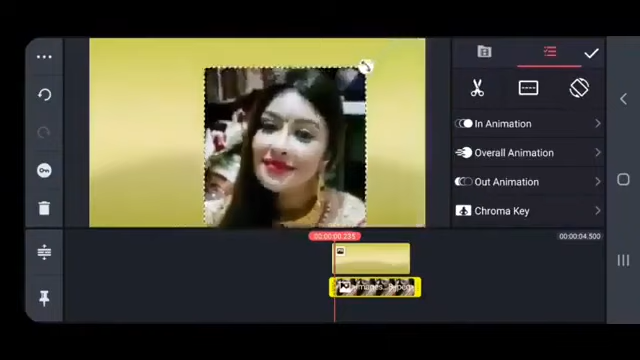 In Animation
Overall Animation
Out Animation
Chroma Key
00:00:00.235
00:00:04.500